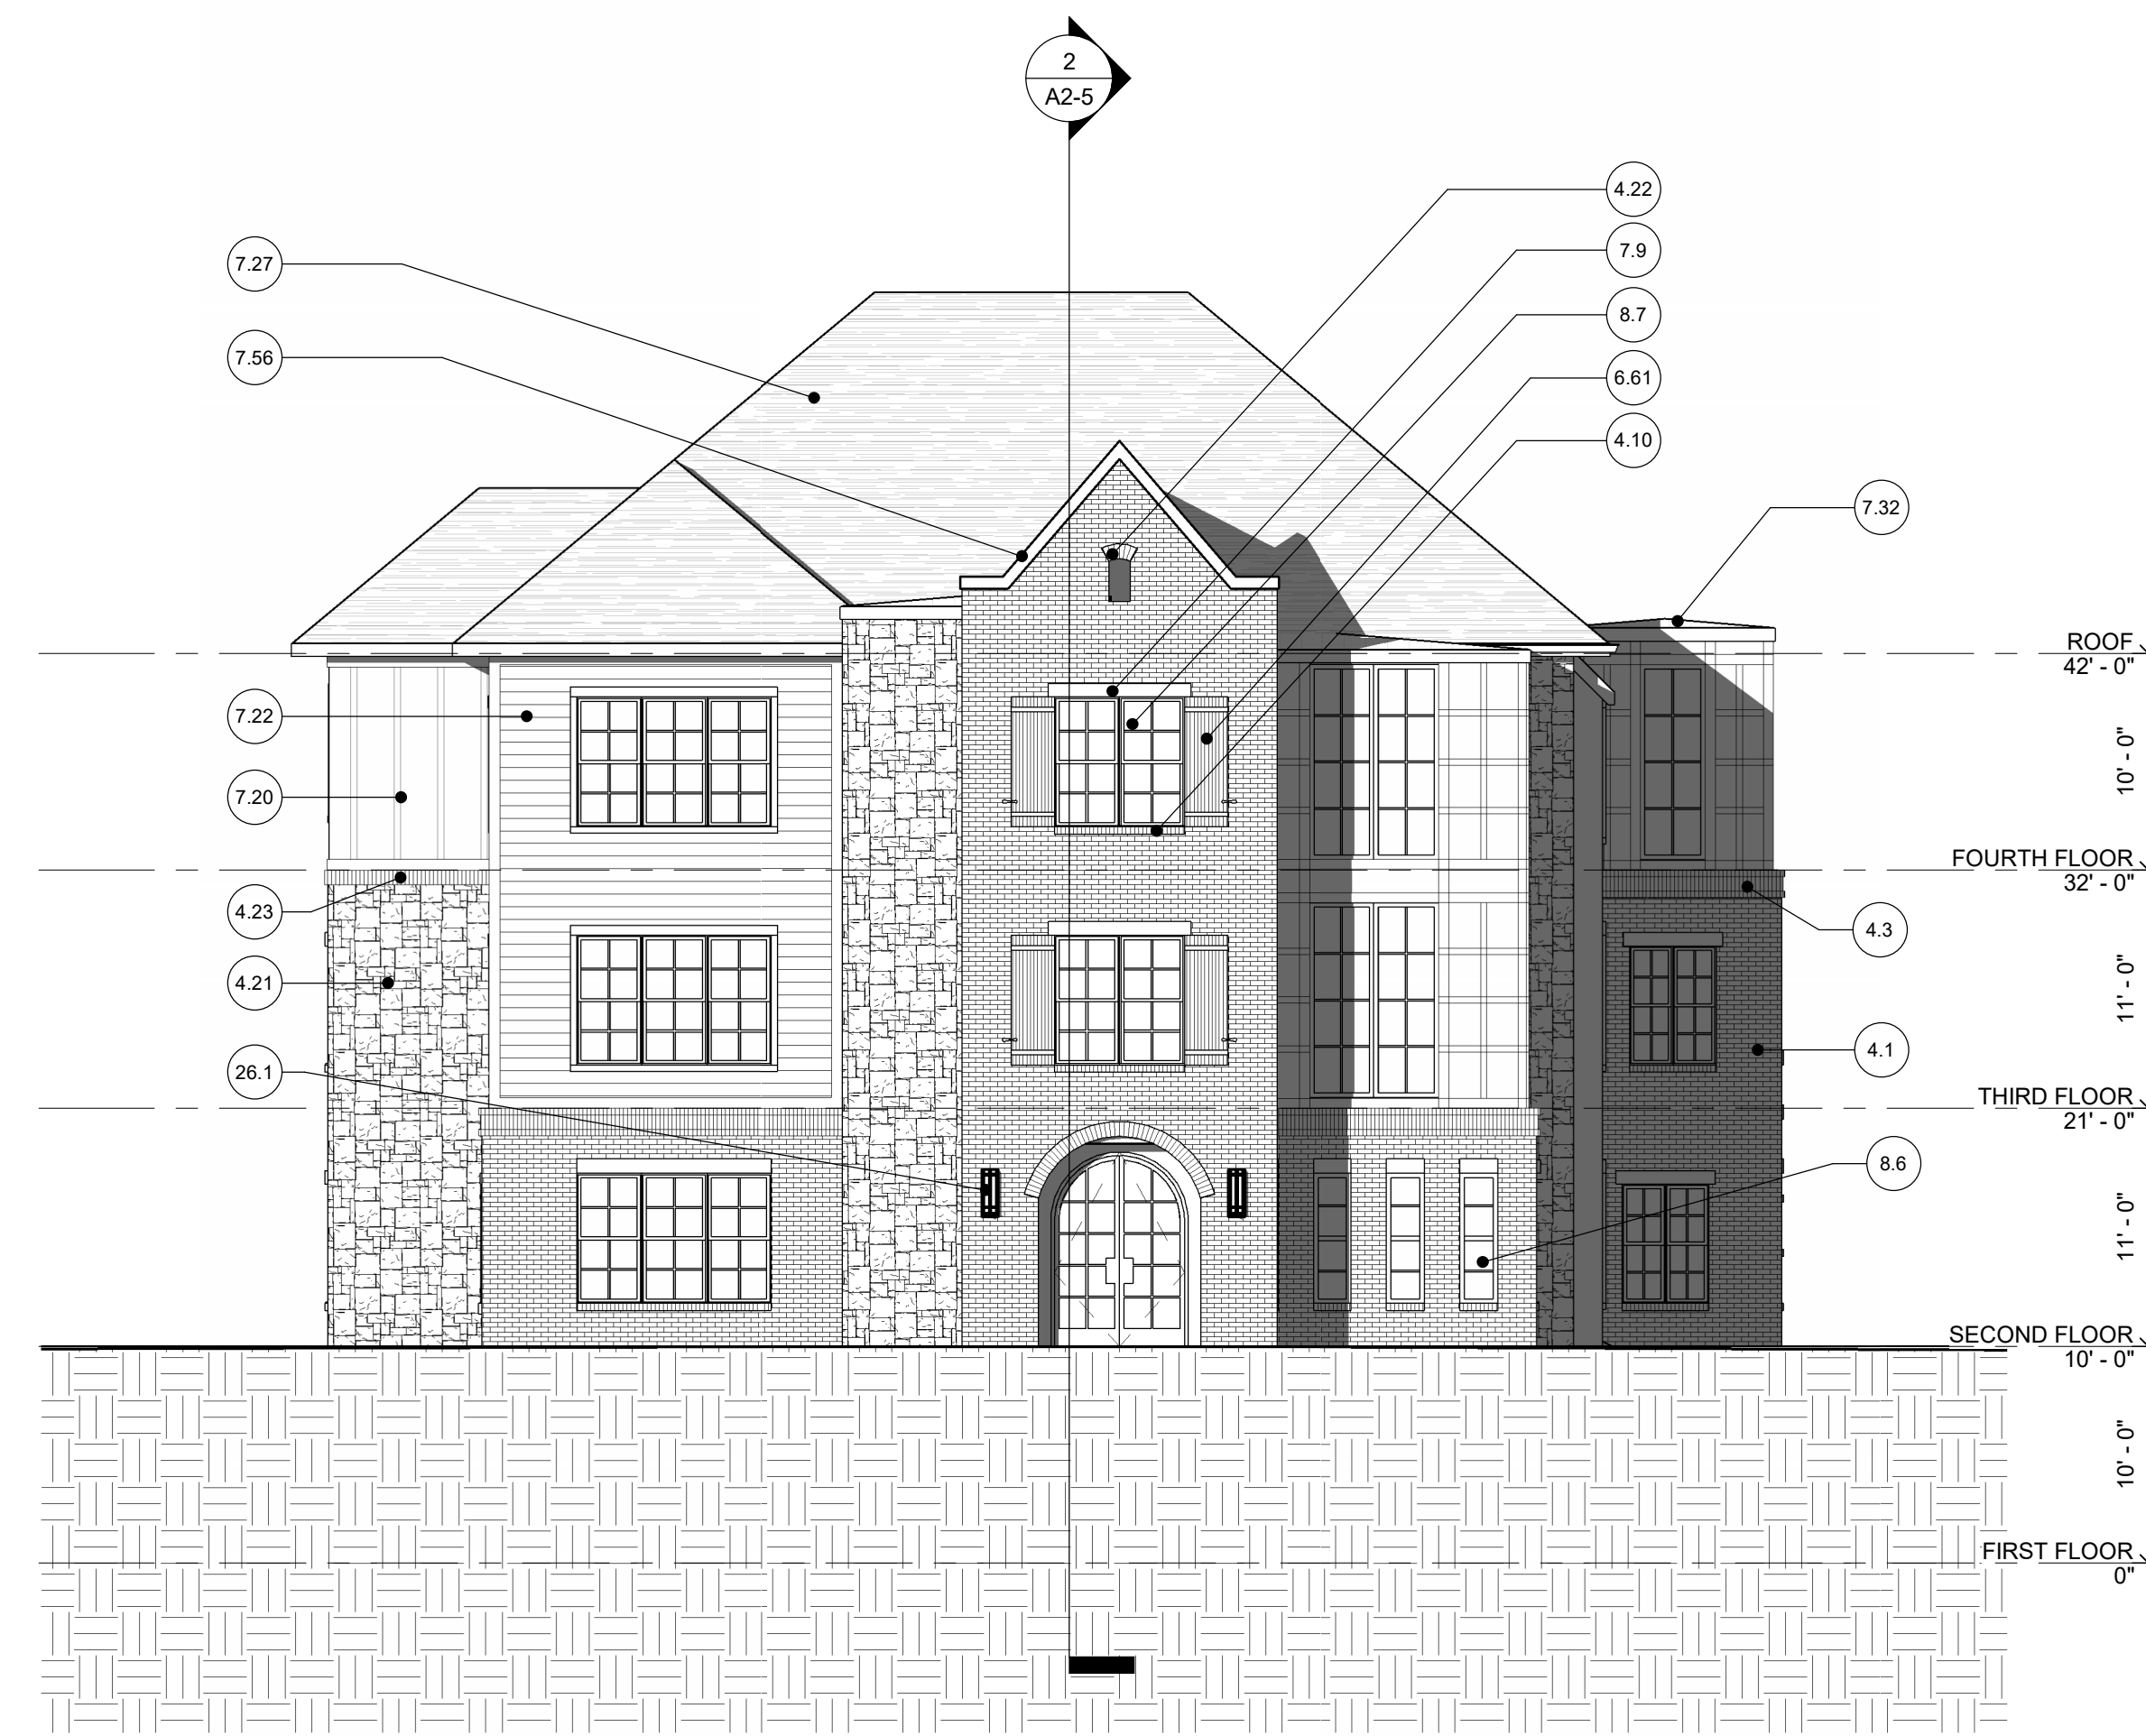 2
A2-5
4.22
7.9
7.27
8.7
7.56
6.61
4.10
7.32
ROOF
42' - 0"
7.22
10' - 0"
7.20
FOURTH FLOOR
32' - 0"
4.23
4.3
4.21
11' - 0"
4.1
26.1
THIRD FLOOR
21' - 0"
8.6
11' - 0"
SECOND FLOOR
10' - 0"
10' - 0"
FIRST FLOOR
0"